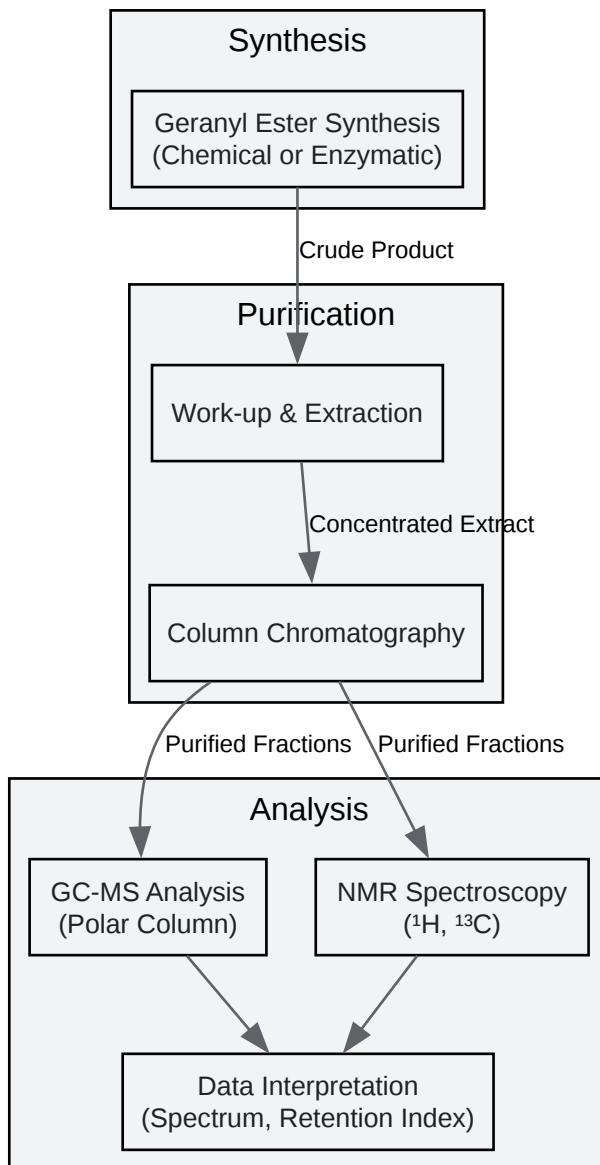 Synthesis
Geranyl Ester Synthesis
(Chemical or Enzymatic)
Crude Product
Purification
Work-up & Extraction
Concentrated Extract
Column Chromatography
Purified Fractions
Purified Fractions
Analysis
GC-MS Analysis
(Polar Column)
NMR Spectroscopy
(¹H, ¹³C)
Data Interpretation
(Spectrum, Retention Index)